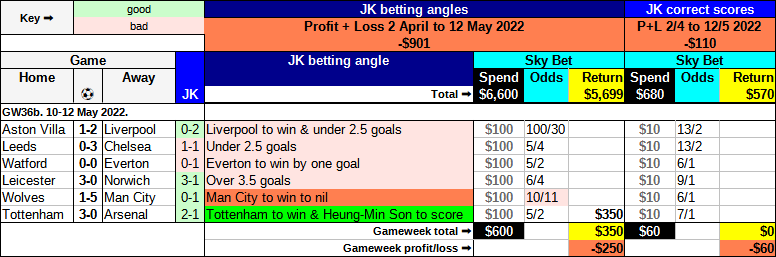 Key ➡ good JK betting angles JK correct scores
bad Profit + Loss 2 April to 12 May 2022 P+L 2/4 to 12/5 2022
-$901 -$110
Game JK betting angle Sky Bet Sky Bet
Home Away JK Spend Odds Return Spend Odds Return
Total ➡ $6,600 5,699 $680 $570
GW36b. 10-12 May 2022.
Aston Villa 1-2 Liverpool 0-2 Liverpool to win & under 2.5 goals $100 100/30 $10 13/2
Leeds 0-3 Chelsea 1-1 Under 2.5 goals $100 5/4 $10 13/2
Watford 0-0 Everton 0-1 Everton to win by one goal $100 5/2 $10 6/1
Leicester 3-0 Norwich 3-1 Over 3.5 goals $100 6/4 $10 9/1
Wolves 1-5 Man City 0-1 Man City to win to nil $100 10/11 $10 6/1
Tottenham 3-0 Arsenal 2-1 Tottenham to win & Heung-Min Son to score $100 5/2 $350 $10 7/1
Gameweek total ➡ $600 $350 $60 $0
Gameweek profit/loss ➡ -$250 -$60